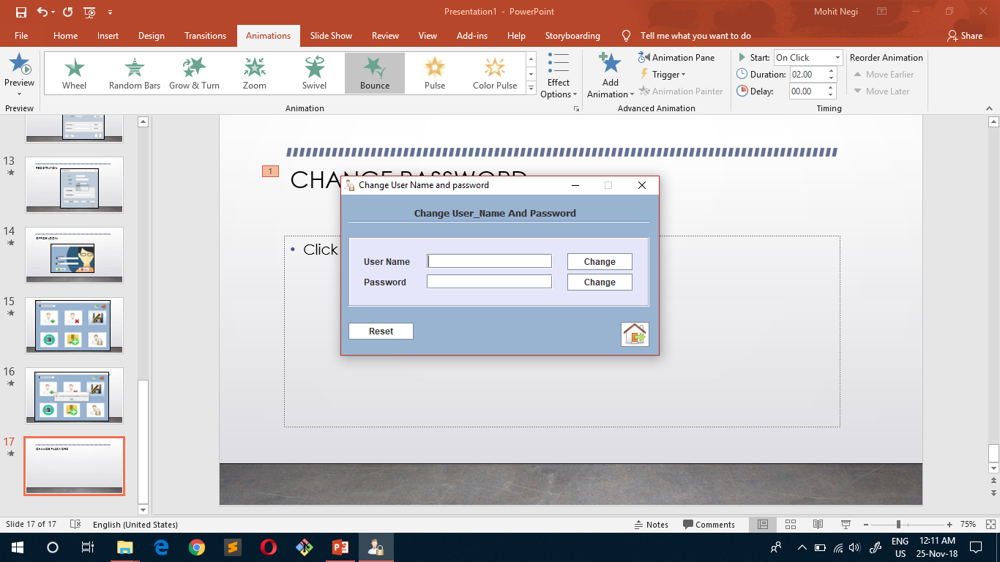 Presentation1 - PowerPoint
Mohit Negi
File Home Insert Design Transitions Animations Slide Show Review View Add-ins Help Storyboarding Tell me what you want to do Share
Preview
Wheel Random Bars Grow & Turn Zoom Swivel Bounce Pulse Color Pulse
Effect Options
Add Animation
Animation Pane
Trigger
Animation Painter
Start: On Click
Duration: 02.00
Delay: 00.00
Reorder Animation
Move Earlier
Move Later
Preview Animation Advanced Animation Timing
13
REGISTRATION
14
OFFICE LOGIN
15
16
17
CHANGE PASSWORD
1
CHANGE PASSWORD
Click
Change User Name and password
Change User_Name And Password
User Name Change
Password Change
Reset
Slide 17 of 17 English (United States) Notes Comments 75%
ENG 12:11 AM
US 25-Nov-18